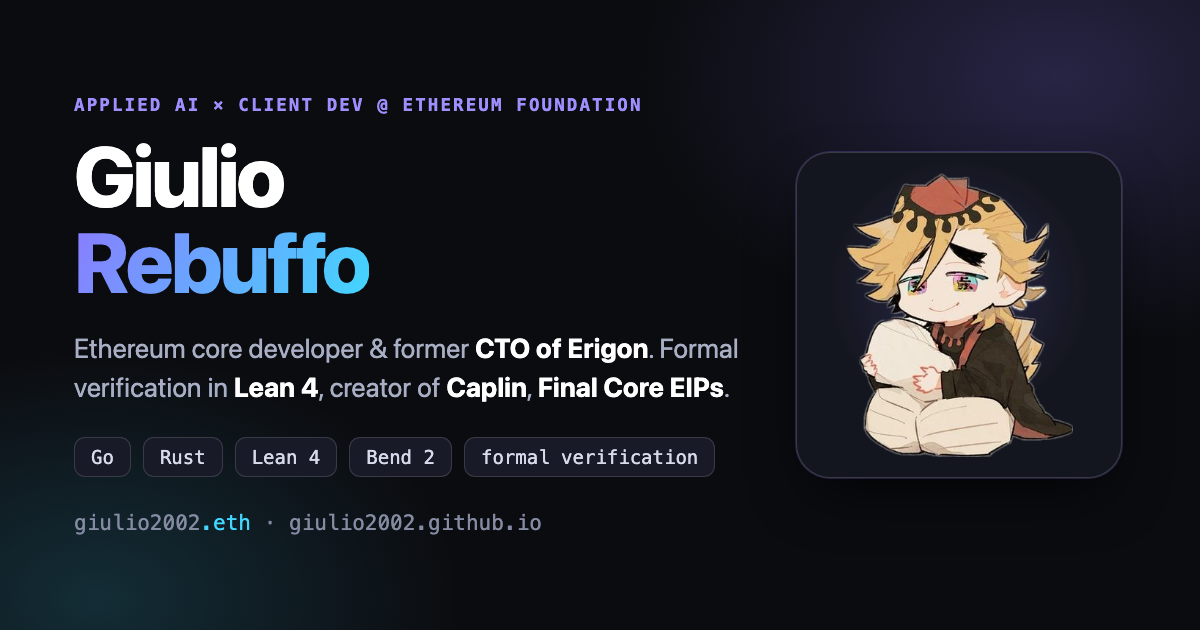 APPLIED AI × CLIENT DEV @ ETHEREUM FOUNDATION
Giulio
Rebuffo
Ethereum core developer & former CTO of Erigon. Formal
verification in Lean 4, creator of Caplin, Final Core EIPs.
Go Rust Lean 4 Bend 2 formal verification
giulio2002.eth · giulio2002.github.io